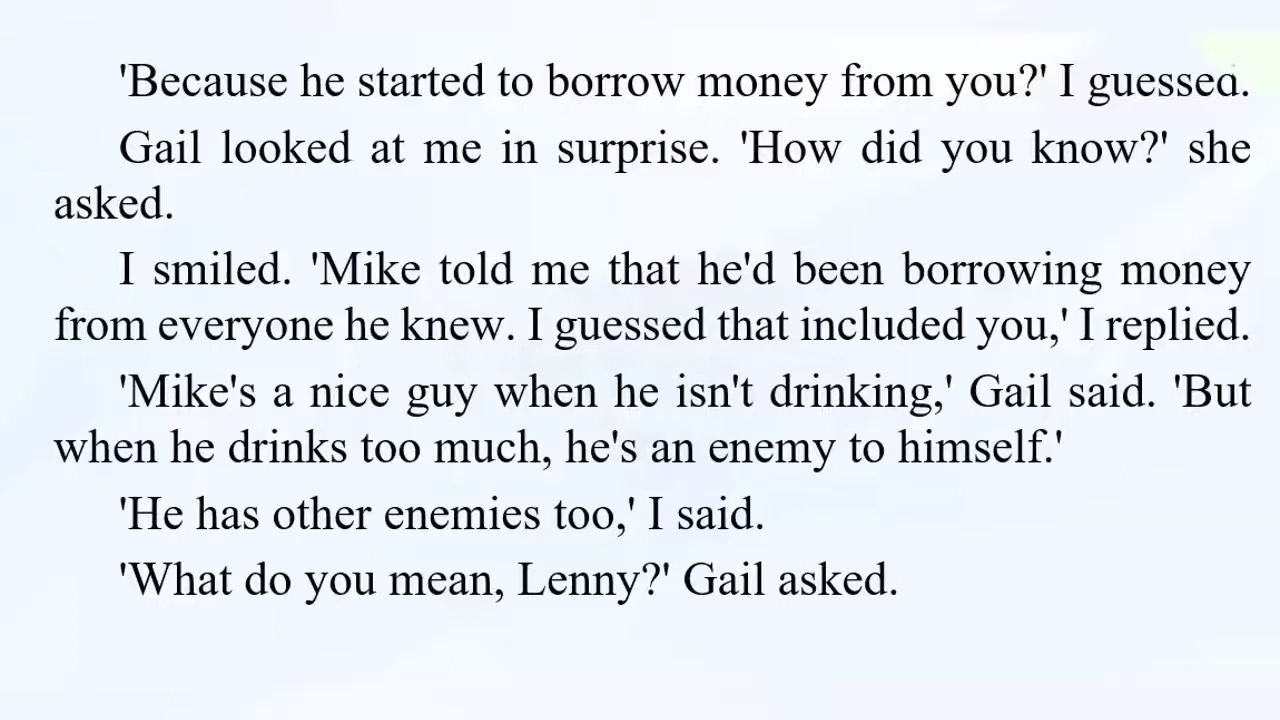 'Because he started to borrow money from you?' I guessed.
Gail looked at me in surprise. 'How did you know?' she
asked.
I smiled. 'Mike told me that he'd been borrowing money
from everyone he knew. I guessed that included you,' I replied.
'Mike's a nice guy when he isn't drinking,' Gail said. 'But
when he drinks too much, he's an enemy to himself.'
'He has other enemies too,' I said.
'What do you mean, Lenny?' Gail asked.